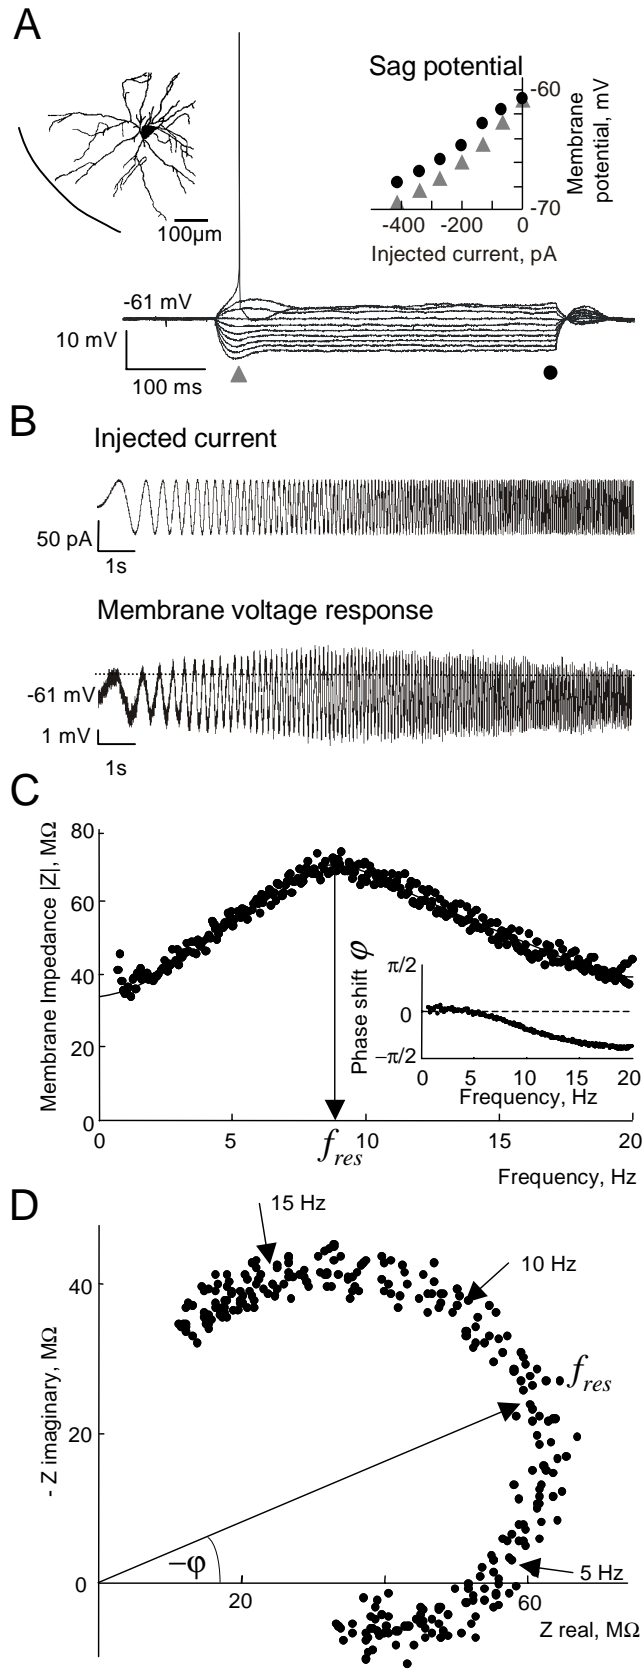 A
Sag potential
-60
Membrane
potential, mV
-70
-400
-200
0
Injected current, pA
100μm
-61 mV
10 mV
100 ms
B
Injected current
50 pA
1s
Membrane voltage response
-61 mV
1 mV
1s
C
Membrane Impedance |Z|, MΩ
80
60
40
20
0
0
5
10
15
20
f_res
Frequency, Hz
Phase shift φ
π/2
0
−π/2
0
5
10
15
20
Frequency, Hz
D
15 Hz
10 Hz
f_res
5 Hz
- Z imaginary, MΩ
40
20
0
−φ
20
60
Z real, MΩ